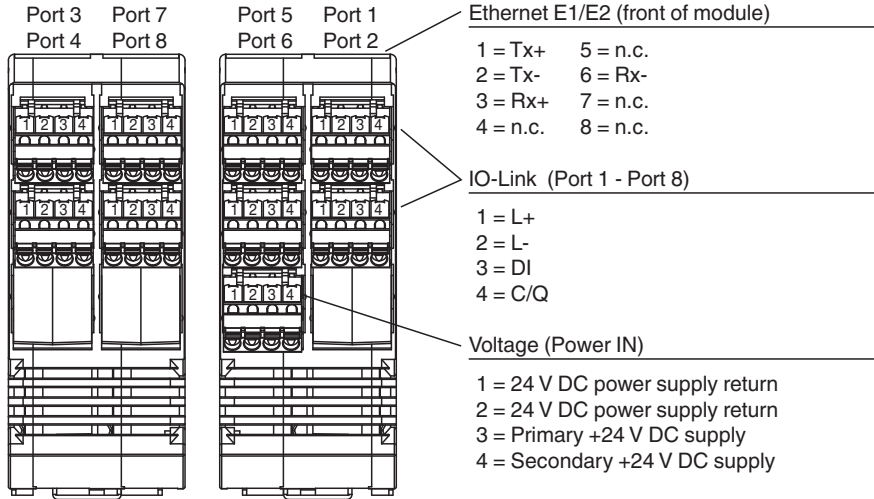 Port 3 Port 7
Port 4 Port 8
Port 5 Port 1
Port 6 Port 2
1 2 3 4 1 2 3 4
1 2 3 4 1 2 3 4
1 2 3 4 1 2 3 4
1 2 3 4 1 2 3 4
1 2 3 4
Ethernet E1/E2 (front of module)
1 = Tx+ 5 = n.c.
2 = Tx- 6 = Rx-
3 = Rx+ 7 = n.c.
4 = n.c. 8 = n.c.
IO-Link (Port 1 - Port 8)
1 = L+
2 = L-
3 = DI
4 = C/Q
Voltage (Power IN)
1 = 24 V DC power supply return
2 = 24 V DC power supply return
3 = Primary +24 V DC supply
4 = Secondary +24 V DC supply